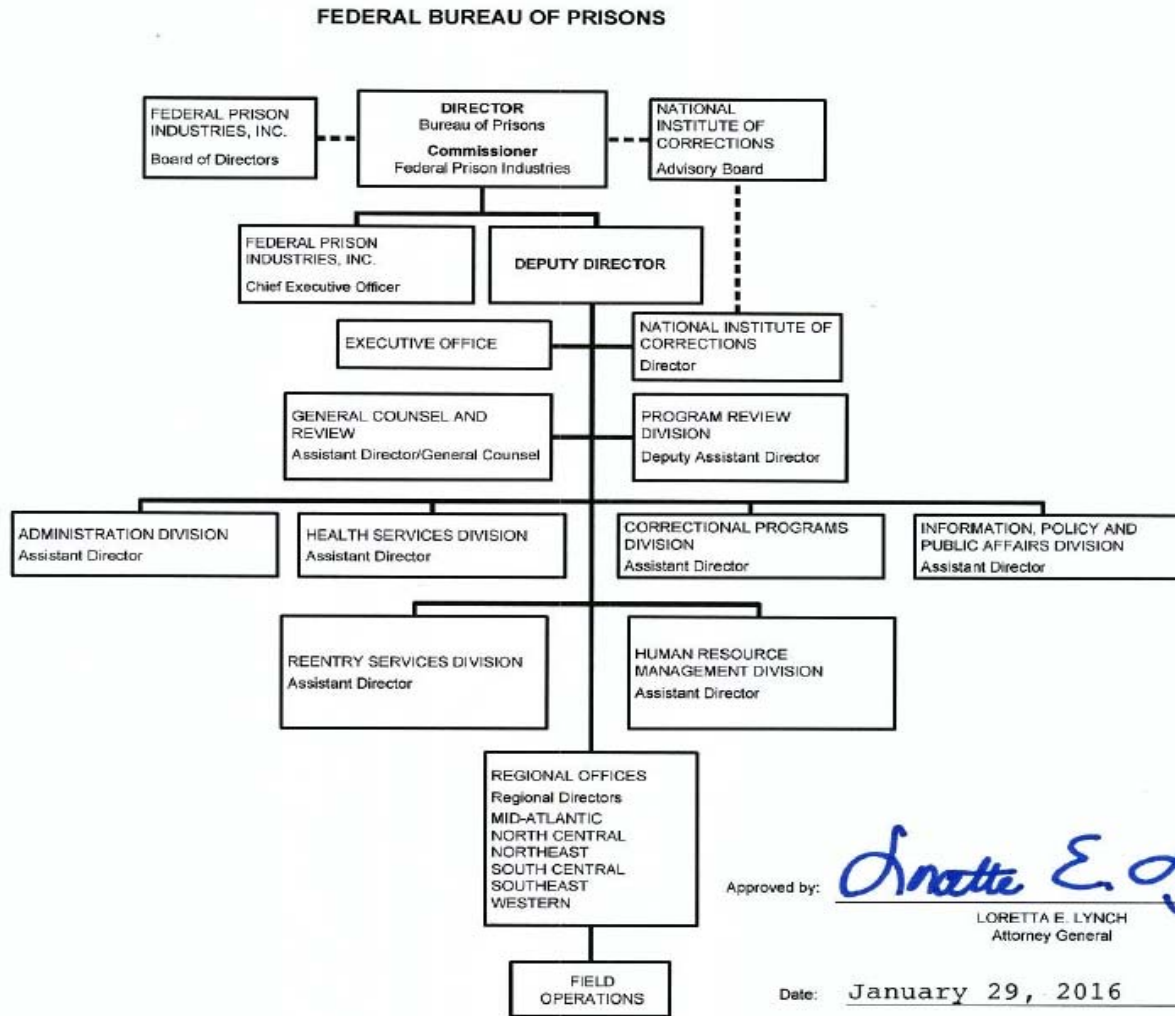 FEDERAL BUREAU OF PRISONS
FEDERAL PRISON
INDUSTRIES, INC.
Board of Directors
DIRECTOR
Bureau of Prisons
Commissioner
Federal Prison Industries
NATIONAL
INSTITUTE OF
CORRECTIONS
Advisory Board
FEDERAL PRISON
INDUSTRIES, INC.
Chief Executive Officer
DEPUTY DIRECTOR
EXECUTIVE OFFICE
NATIONAL INSTITUTE OF
CORRECTIONS
Director
GENERAL COUNSEL AND
REVIEW
Assistant Director/General Counsel
PROGRAM REVIEW
DIVISION
Deputy Assistant Director
ADMINISTRATION DIVISION
Assistant Director
HEALTH SERVICES DIVISION
Assistant Director
CORRECTIONAL PROGRAMS
DIVISION
Assistant Director
INFORMATION, POLICY AND
PUBLIC AFFAIRS DIVISION
Assistant Director
REENTRY SERVICES DIVISION
Assistant Director
HUMAN RESOURCE
MANAGEMENT DIVISION
Assistant Director
REGIONAL OFFICES
Regional Directors
MID-ATLANTIC
NORTH CENTRAL
NORTHEAST
SOUTH CENTRAL
SOUTHEAST
WESTERN
FIELD
OPERATIONS
Approved by: Loretta E.
LORETTA E. LYNCH
Attorney General
Date: January 29, 2016